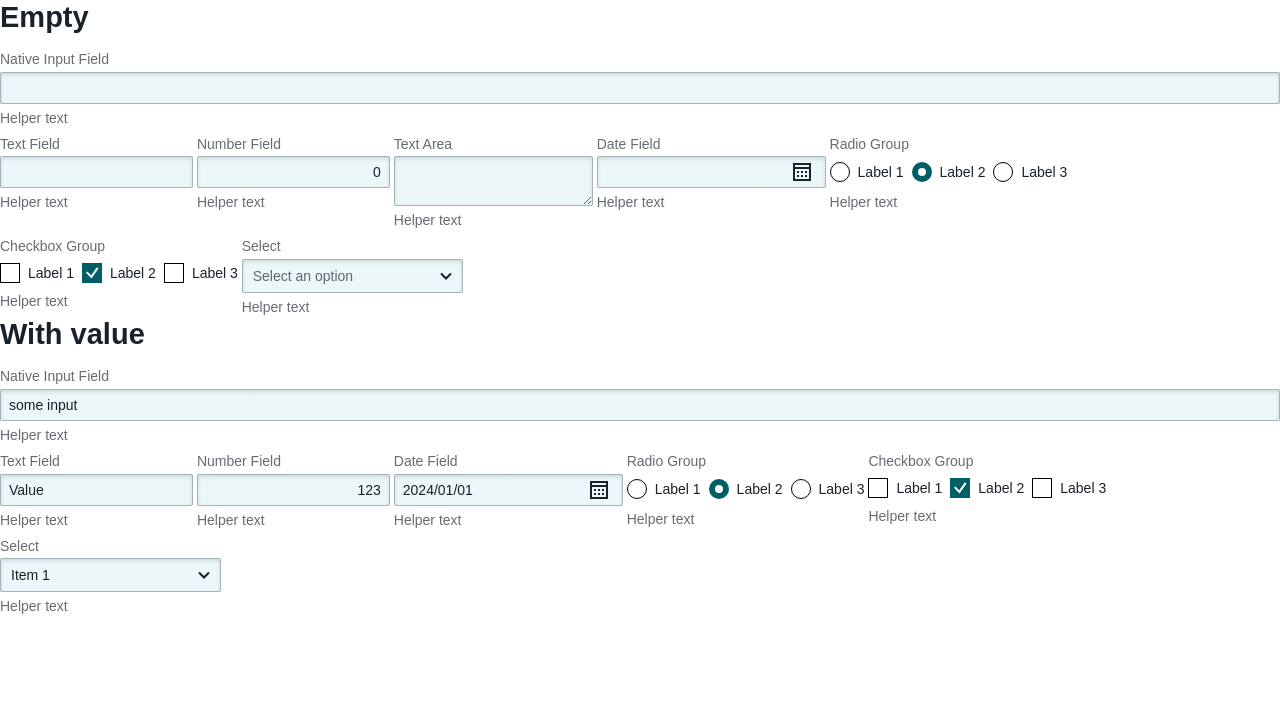 Empty
Native Input Field
Helper text
Text Field Number Field Text Area Date Field Radio Group
0 Label 1 Label 2 Label 3
Helper text Helper text Helper text Helper text
Helper text
Checkbox Group Select
Label 1 Label 2 Label 3 Select an option
Helper text
Helper text
With value
Native Input Field
some input
Helper text
Text Field Number Field Date Field Radio Group Checkbox Group
Value 123 2024/01/01 Label 1 Label 2 Label 3 Label 1 Label 2 Label 3
Helper text Helper text Helper text Helper text Helper text
Select
Item 1
Helper text